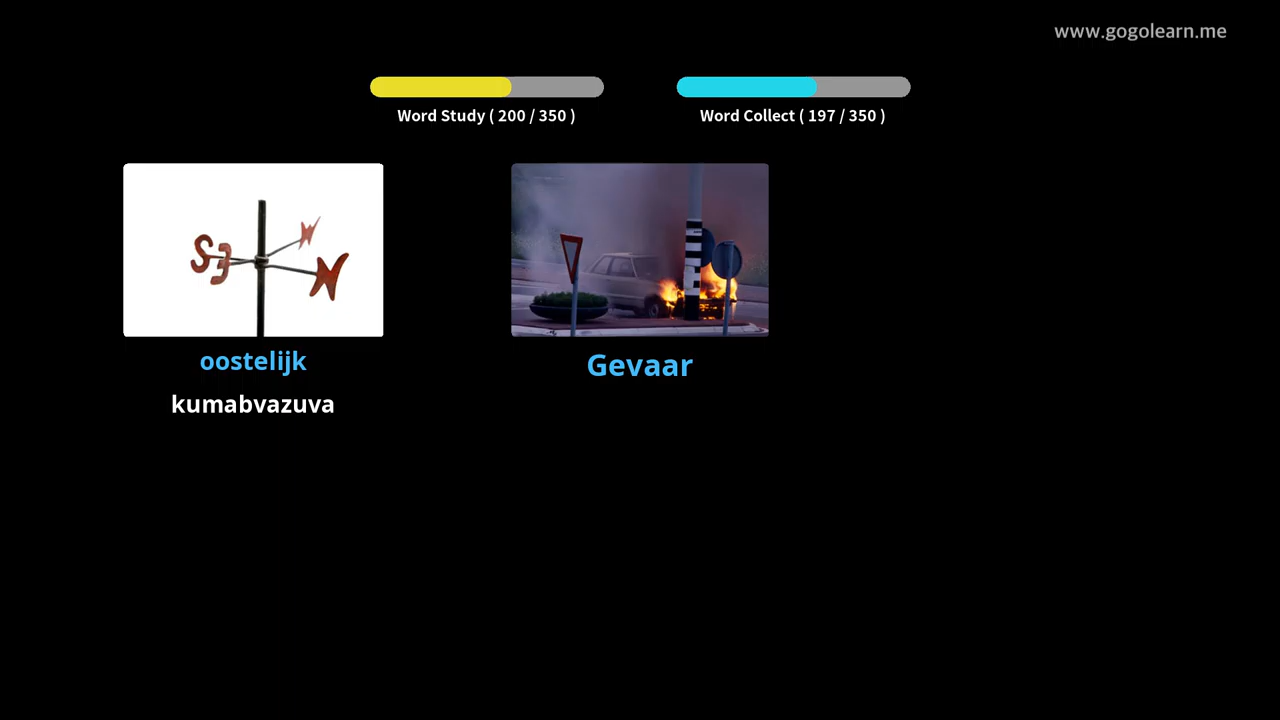 www.gogolearn.me
Word Study ( 200 / 350 )
Word Collect ( 197 / 350 )
S E N W
oostelijk
kumabvazuva
Gevaar